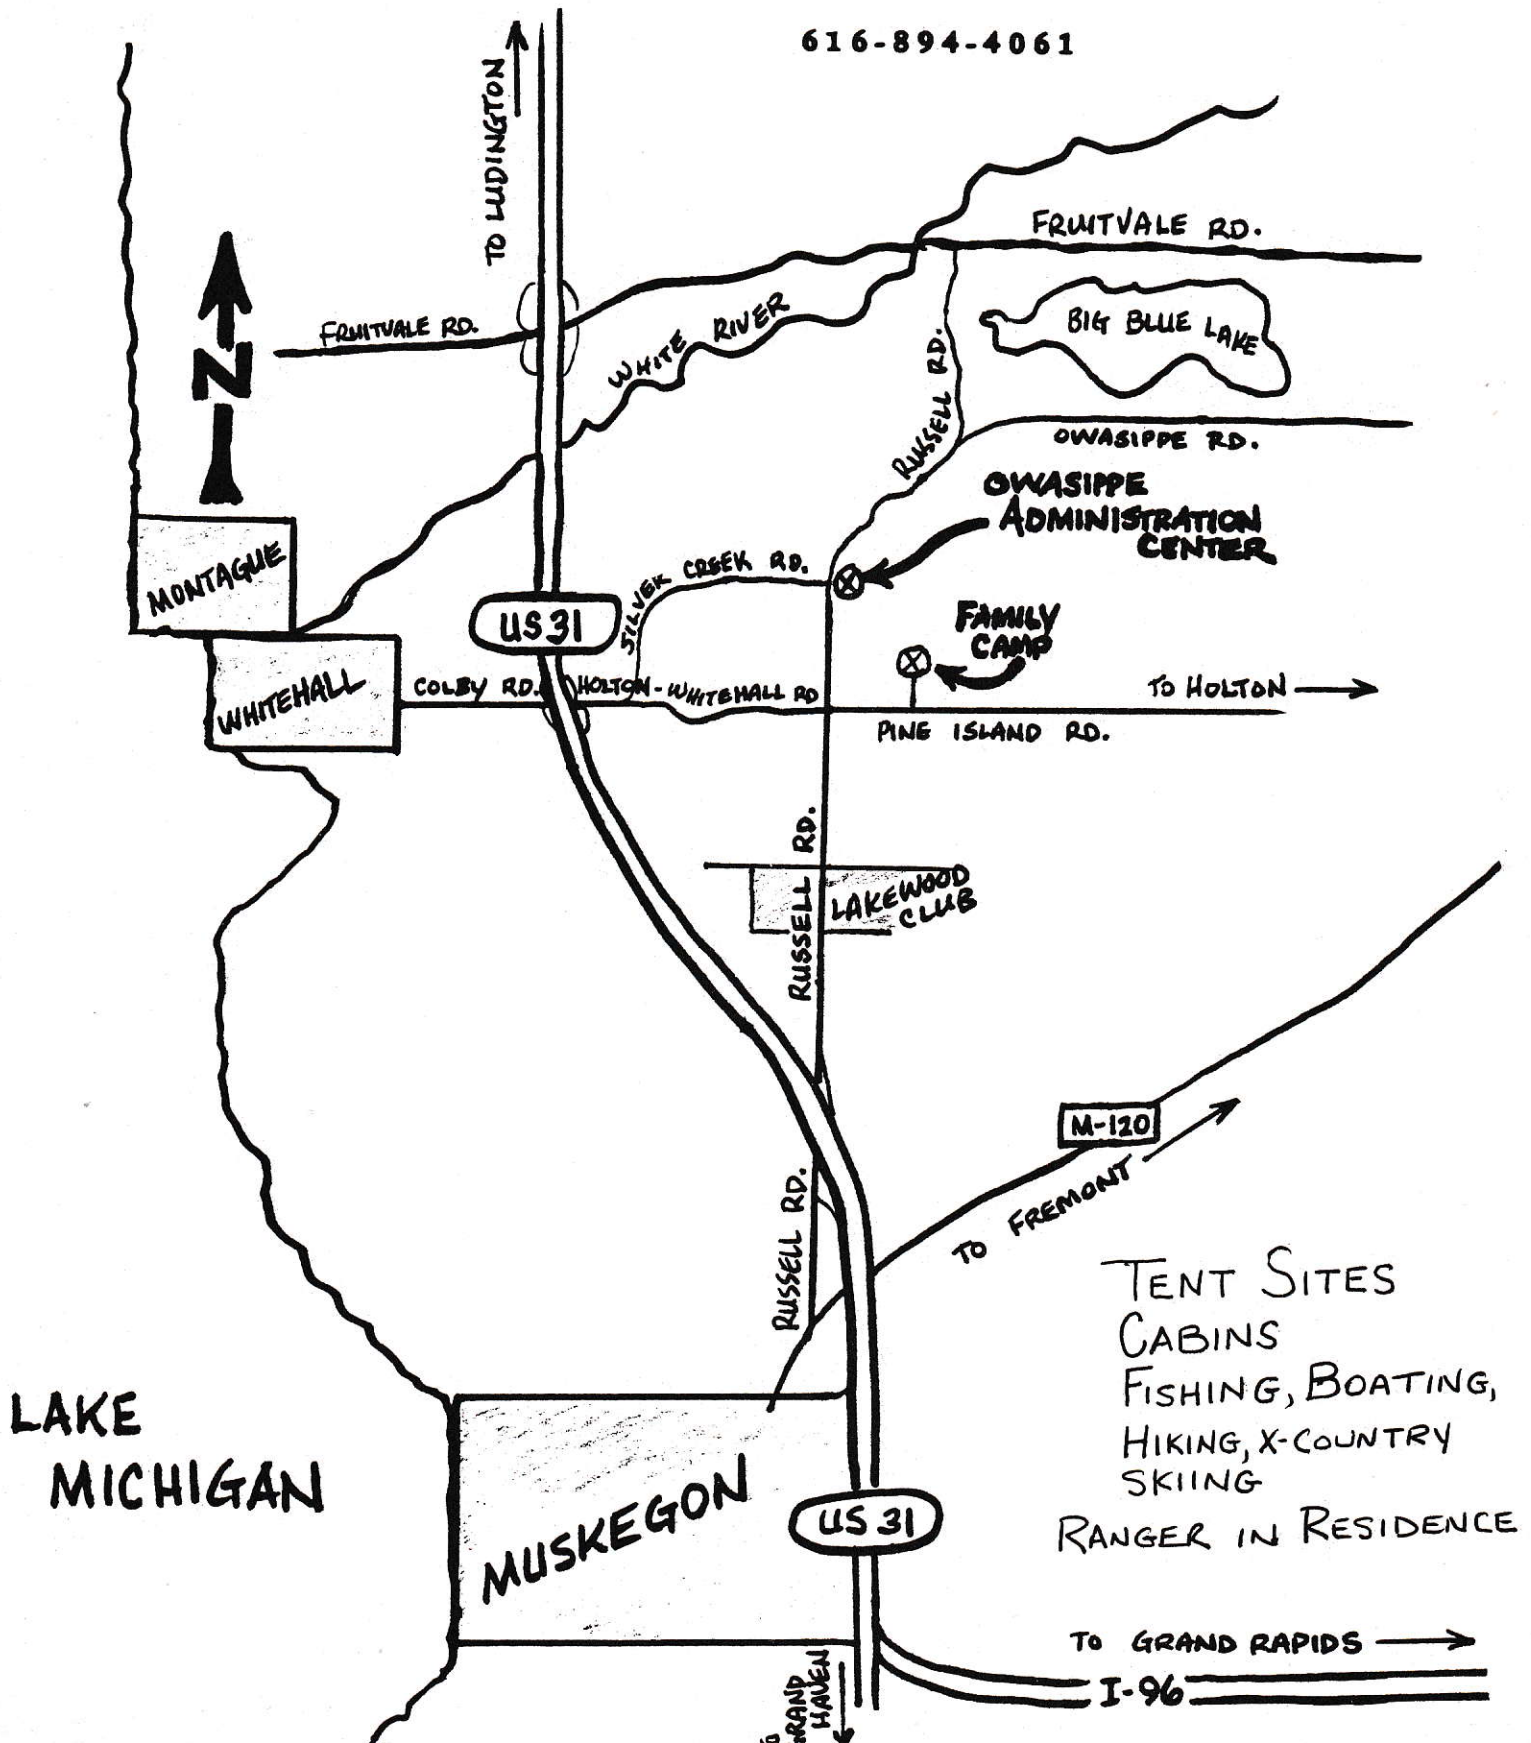 616-894-4061
TO LUDINGTON
FRUITVALE RD.
FRUITVALE RD.
N
WHITE RIVER
BIG BLUE LAKE
RUSSELL RD.
OWASIPPE RD.
OWASIPPE
ADMINISTRATION
CENTER
MONTAGUE
SILVER CREEK RD.
US 31
FAMILY
CAMP
WHITEHALL
COLBY RD.
HOLTON-WHITEHALL RD
TO HOLTON
PINE ISLAND RD.
RUSSELL RD.
LAKEWOOD
CLUB
M-120
TO FREMONT
RUSSELL RD.
TENT SITES
CABINS
FISHING, BOATING,
HIKING, X-COUNTRY
SKIING
RANGER IN RESIDENCE
LAKE
MICHIGAN
MUSKEGON
US 31
TO GRAND RAPIDS
I-96
HAVEN